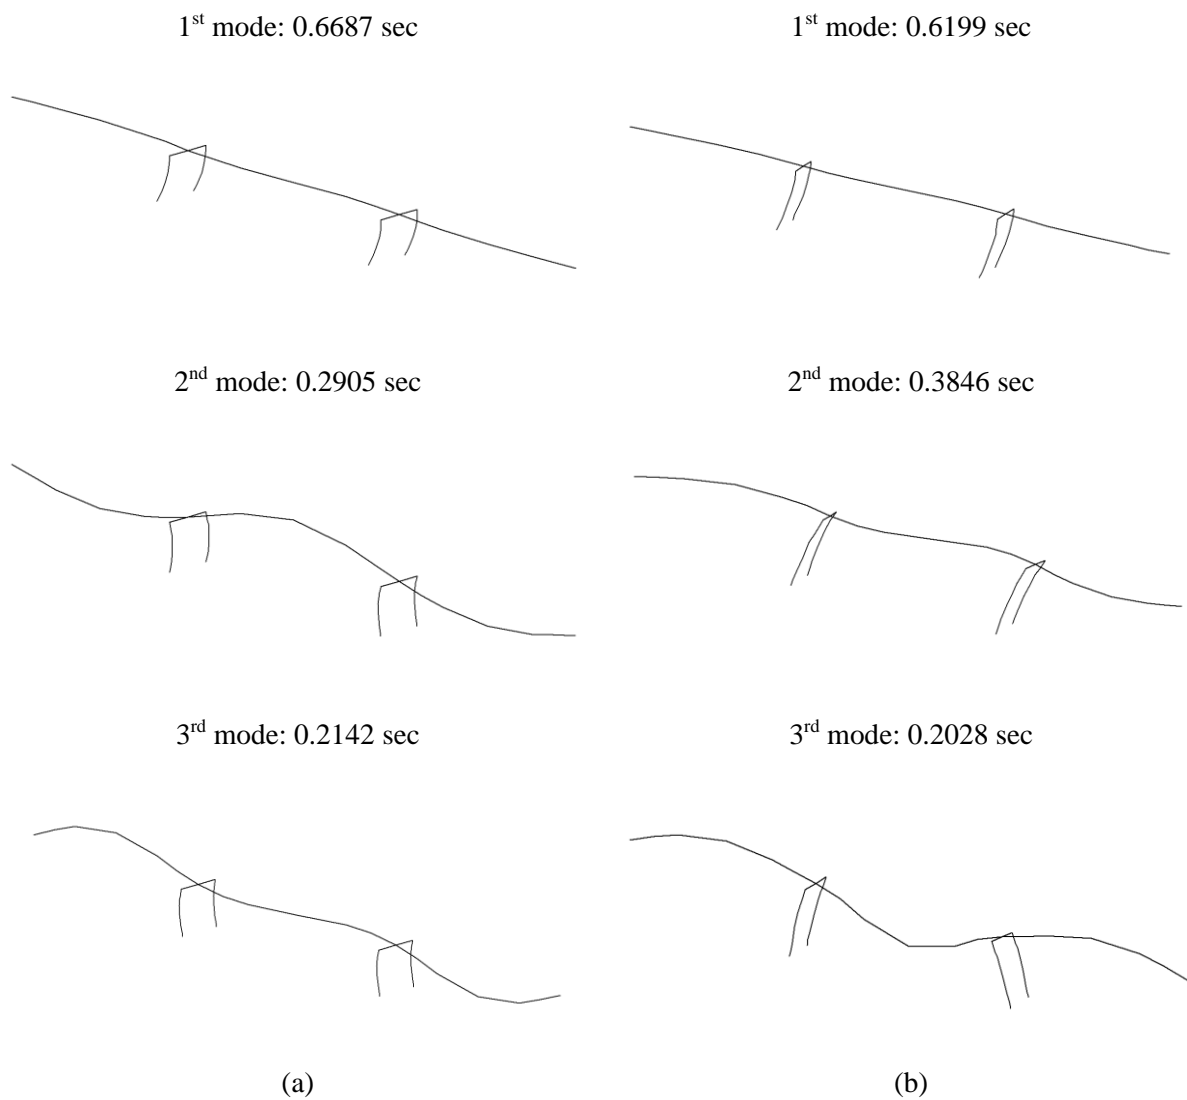 1st mode: 0.6687 sec
1st mode: 0.6199 sec
2nd mode: 0.2905 sec
2nd mode: 0.3846 sec
3rd mode: 0.2142 sec
3rd mode: 0.2028 sec
(a)
(b)